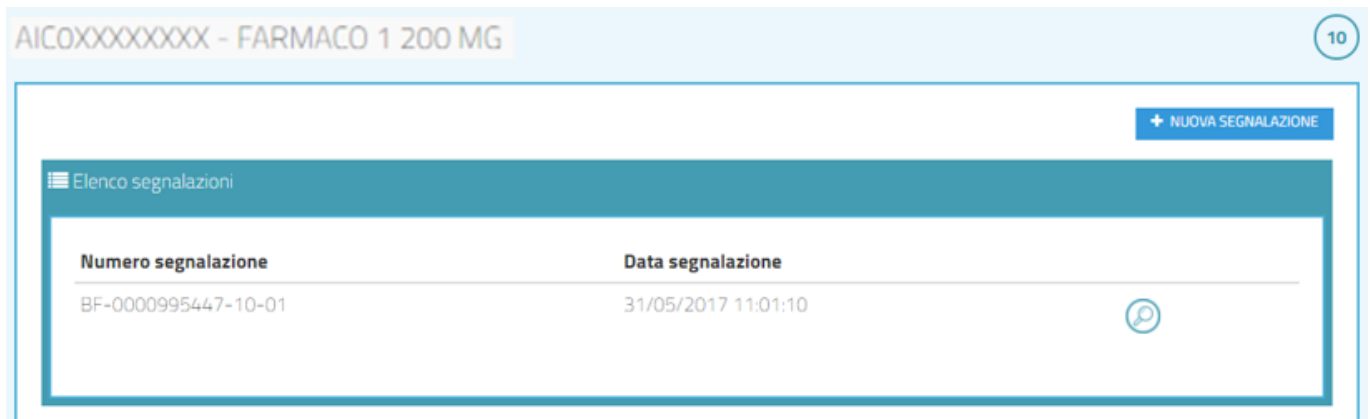 AIC0XXXXXXXX - FARMACO 1 200 MG
10
+ NUOVA SEGNALAZIONE
Elenco segnalazioni
Numero segnalazione Data segnalazione
BF-0000995447-10-01 31/05/2017 11:01:10